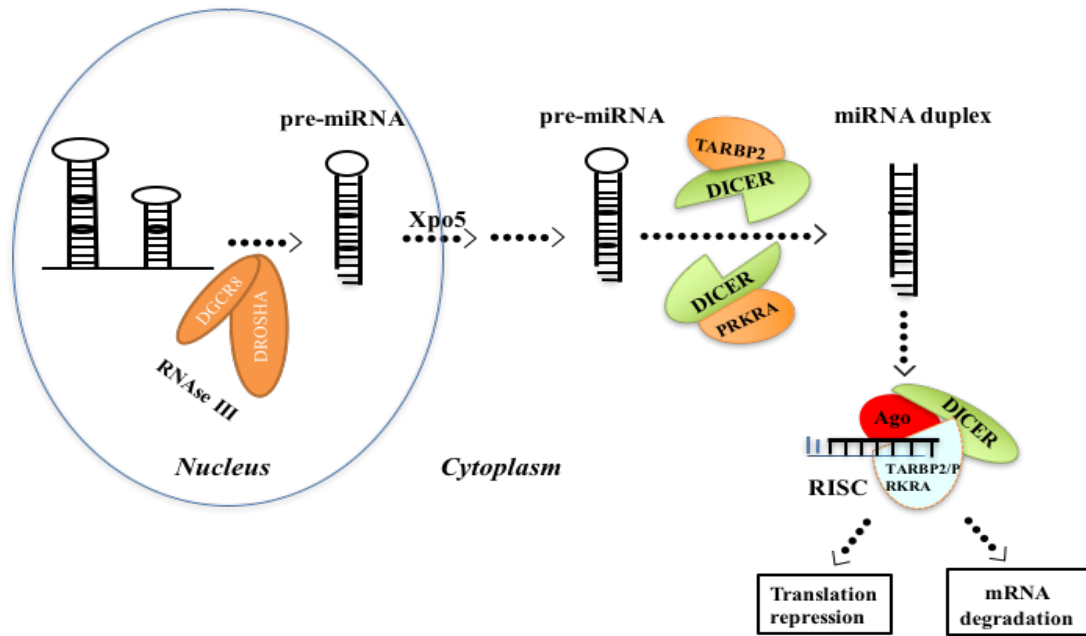 pre-miRNA
pre-miRNA
miRNA duplex
TARBP2
DICER
Xpo5
DICER
PRKRA
DGCR8
DROSHA
RNAse III
Nucleus
Cytoplasm
Ago
DICER
TARBP2/P
RKRA
RISC
Translation
repression
mRNA
degradation